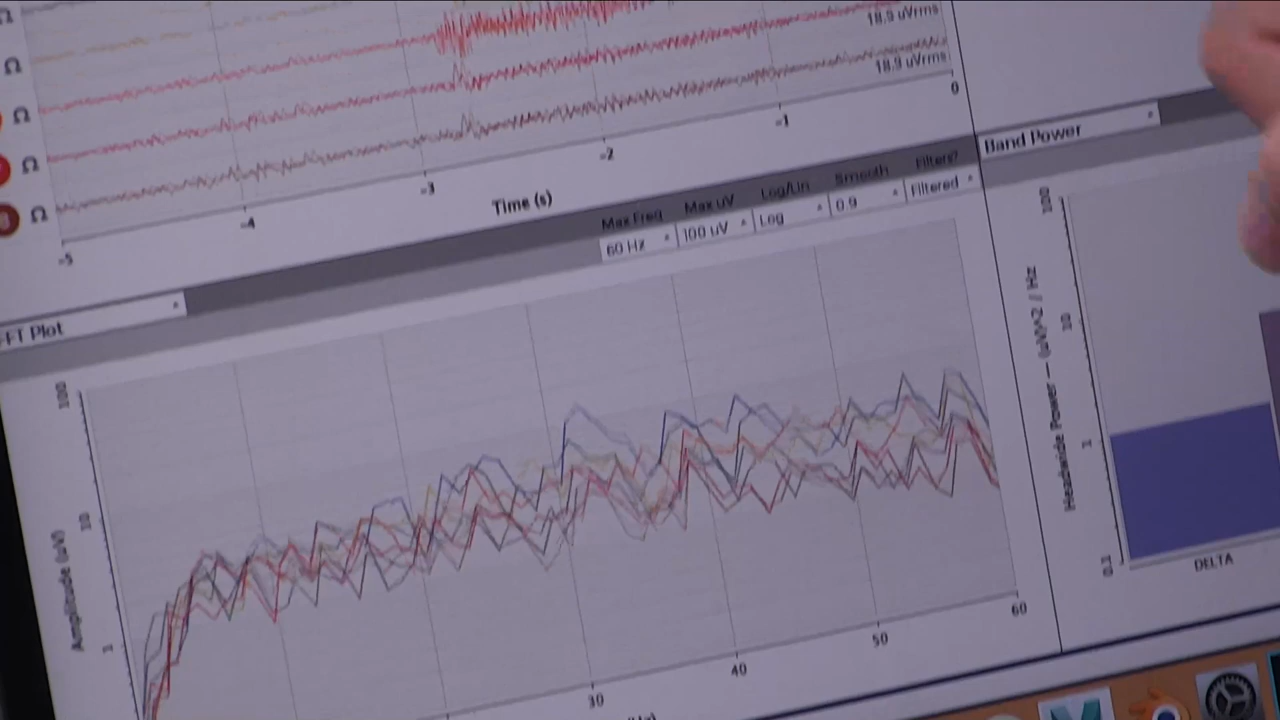 Ω
Ω
18.9 uVrms
Ω
18.9 uVrms
Ω
Ω
-5
-4
-3
-2
-1
0
Time (s)
Max Freq Max uV Log/Lin Smooth Filters?
60 Hz 100 uV Log 0.9 Filtered
Band Power
FT Plot
100
10
1
Amplitude (uV)
30
40
50
60
100
10
1
0.1
Headwide Power — (uV)^2 / Hz
DELTA